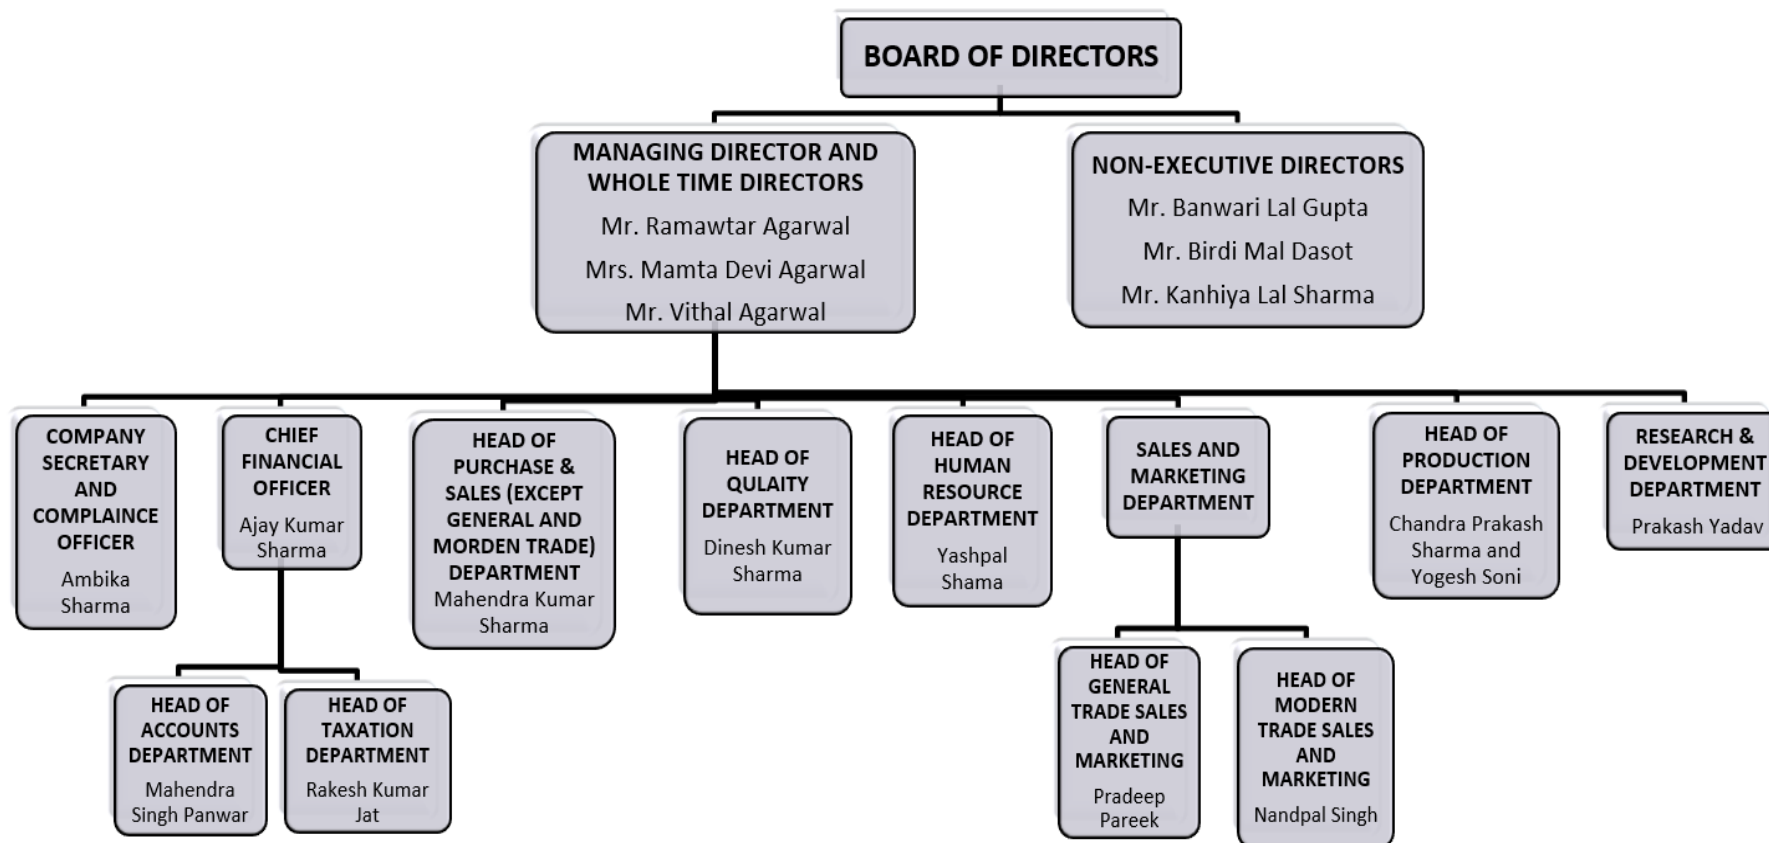 BOARD OF DIRECTORS
MANAGING DIRECTOR AND
WHOLE TIME DIRECTORS
Mr. Ramawtar Agarwal
Mrs. Mamta Devi Agarwal
Mr. Vithal Agarwal
NON-EXECUTIVE DIRECTORS
Mr. Banwari Lal Gupta
Mr. Birdi Mal Dasot
Mr. Kanhiya Lal Sharma
COMPANY
SECRETARY
AND
COMPLAINCE
OFFICER
Ambika
Sharma
CHIEF
FINANCIAL
OFFICER
Ajay Kumar
Sharma
HEAD OF
PURCHASE &
SALES (EXCEPT
GENERAL AND
MORDEN TRADE)
DEPARTMENT
Mahendra Kumar
Sharma
HEAD OF
QULAITY
DEPARTMENT
Dinesh Kumar
Sharma
HEAD OF
HUMAN
RESOURCE
DEPARTMENT
Yashpal
Shama
SALES AND
MARKETING
DEPARTMENT
HEAD OF
PRODUCTION
DEPARTMENT
Chandra Prakash
Sharma and
Yogesh Soni
RESEARCH &
DEVELOPMENT
DEPARTMENT
Prakash Yadav
HEAD OF
ACCOUNTS
DEPARTMENT
Mahendra
Singh Panwar
HEAD OF
TAXATION
DEPARTMENT
Rakesh Kumar
Jat
HEAD OF
GENERAL
TRADE SALES
AND
MARKETING
Pradeep
Pareek
HEAD OF
MODERN
TRADE SALES
AND
MARKETING
Nandpal Singh